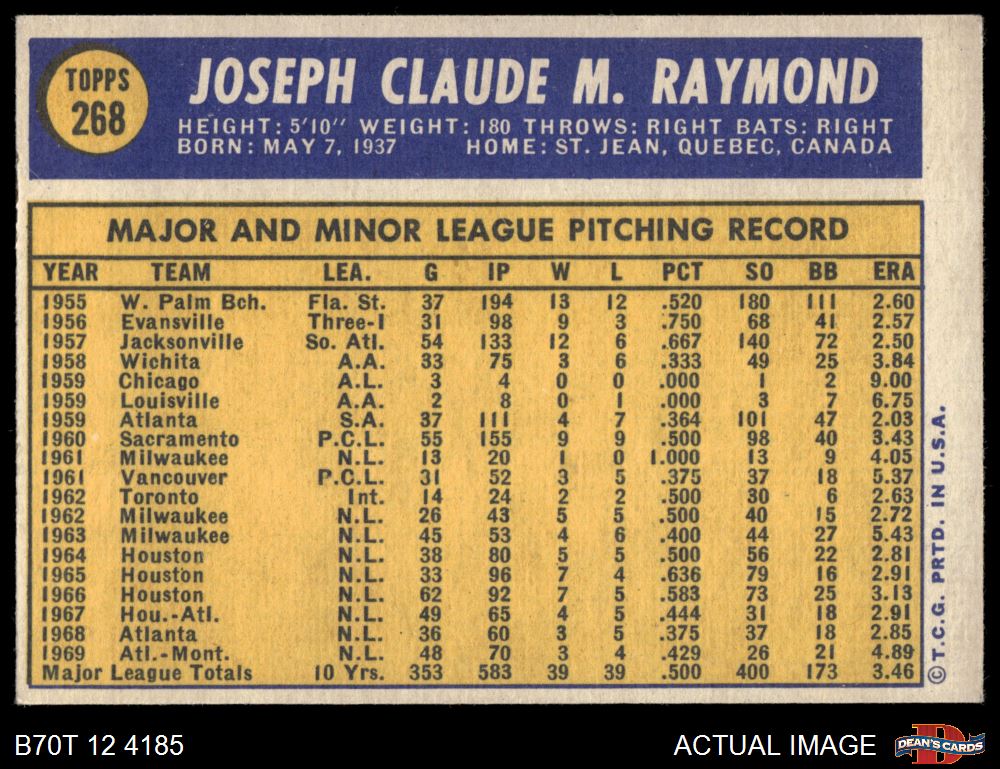 TOPPS
268
JOSEPH CLAUDE M. RAYMOND
HEIGHT: 5'10" WEIGHT: 180 THROWS: RIGHT BATS: RIGHT
BORN: MAY 7, 1937 HOME: ST. JEAN, QUEBEC, CANADA
MAJOR AND MINOR LEAGUE PITCHING RECORD
YEAR TEAM LEA. G IP W L PCT SO BB ERA
1955 W. Palm Bch. Fla. St. 37 194 13 12 .520 180 111 2.60
1956 Evansville Three-I 31 98 9 3 .750 68 41 2.57
1957 Jacksonville So. Atl. 54 133 12 6 .667 140 72 2.50
1958 Wichita A.A. 33 75 3 6 .333 49 25 3.84
1959 Chicago A.L. 3 4 0 0 .000 1 2 9.00
1959 Louisville A.A. 2 8 0 1 .000 3 7 6.75
1959 Atlanta S.A. 37 111 4 7 .364 101 47 2.03
1960 Sacramento P.C.L. 55 155 9 9 .500 98 40 3.43
1961 Milwaukee N.L. 13 20 1 0 1.000 13 9 4.05
1961 Vancouver P.C.L. 31 52 3 5 .375 37 18 5.37
1962 Toronto Int. 14 24 2 2 .500 30 6 2.63
1962 Milwaukee N.L. 26 43 5 5 .500 40 15 2.72
1963 Milwaukee N.L. 45 53 4 6 .400 44 27 5.43
1964 Houston N.L. 38 80 5 5 .500 56 22 2.81
1965 Houston N.L. 33 96 7 4 .636 79 16 2.91
1966 Houston N.L. 62 92 7 5 .583 73 25 3.13
1967 Hou.-Atl. N.L. 49 65 4 5 .444 31 18 2.91
1968 Atlanta N.L. 36 60 3 5 .375 37 18 2.85
1969 Atl.-Mont. N.L. 48 70 3 4 .429 26 21 4.89
Major League Totals 10 Yrs. 353 583 39 39 .500 400 173 3.46
©T.C.G. PRTD. IN U.S.A.
B70T 12 4185
ACTUAL IMAGE
D
DEAN'S CARDS